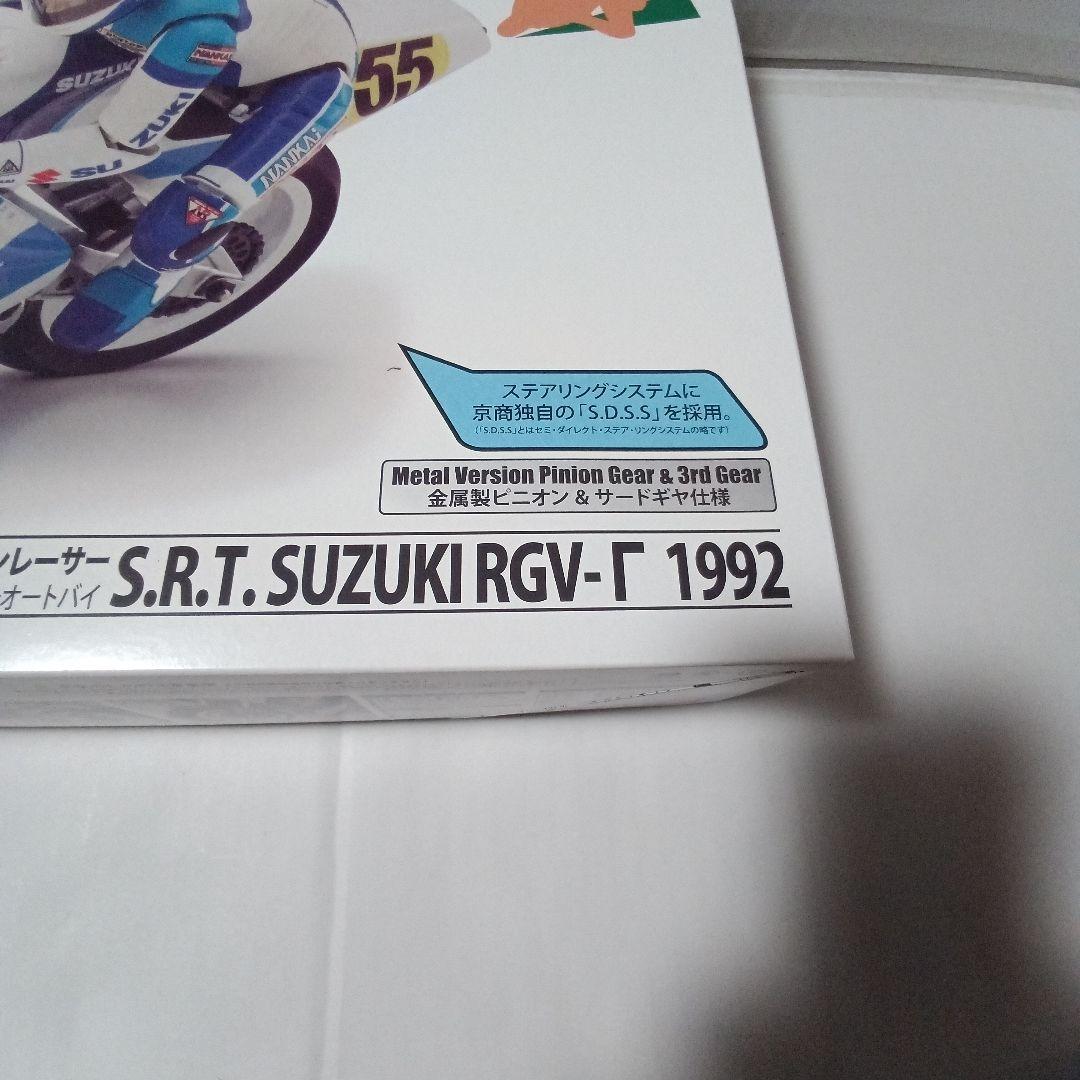 NANKAI
SUZUKI
ZUKI
55
SU
NANKAi
ステアリングシステムに
京商独自の「S.D.S.S」を採用。
(「S.D.S.S」とはセミ・ダイレクト・ステア・リングシステムの略です)
Metal Version Pinion Gear & 3rd Gear
金属製ピニオン & サードギヤ仕様
ンレーサー
オートバイ
S.R.T. SUZUKI RGV-Γ 1992